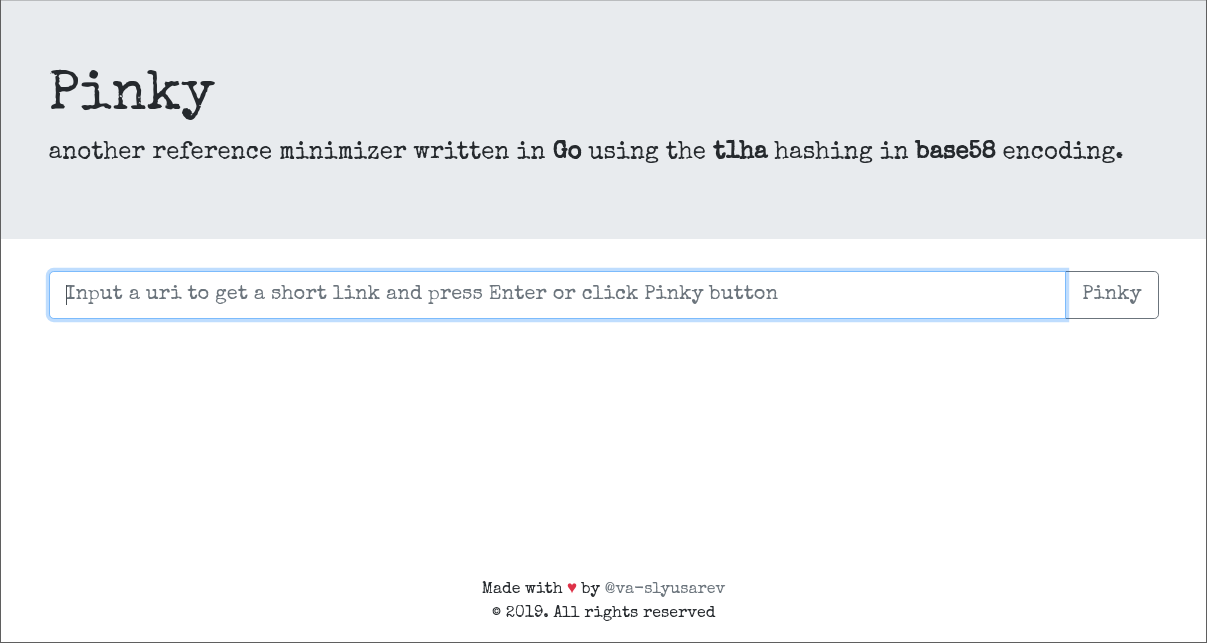 Pinky
another reference minimizer written in Go using the tlha hashing in base58 encoding.
Input a uri to get a short link and press Enter or click Pinky button
Pinky
Made with ♥ by @va-slyusarev
© 2019. All rights reserved